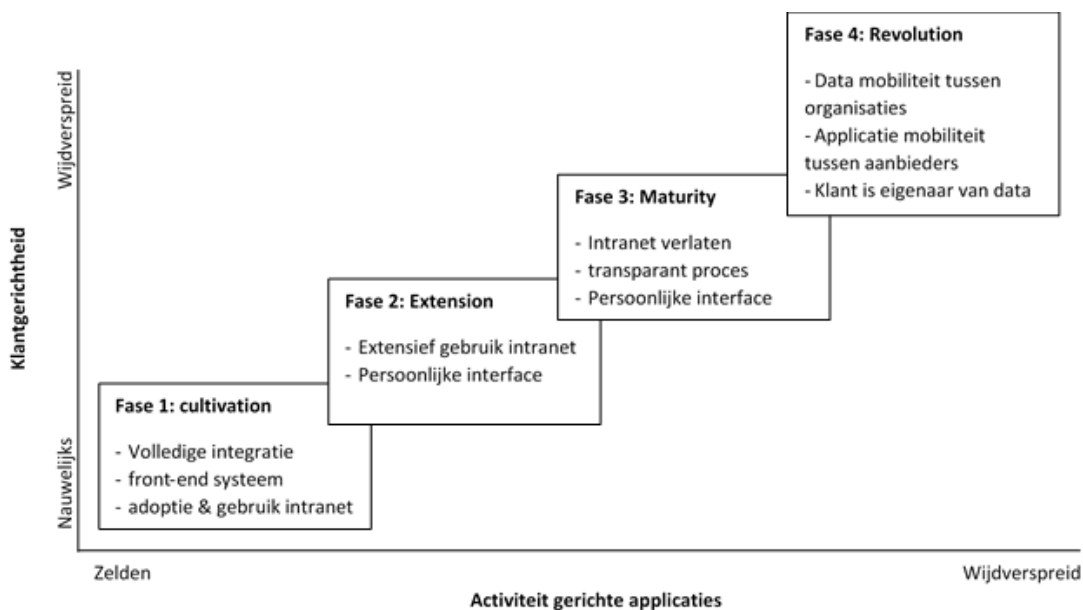 Fase 4: Revolution
- Data mobiliteit tussen
organisaties
- Applicatie mobiliteit
tussen aanbieders
- Klant is eigenaar van data
Fase 3: Maturity
- Intranet verlaten
- transparant proces
- Persoonlijke interface
Fase 2: Extension
- Extensief gebruik intranet
- Persoonlijke interface
Fase 1: cultivation
- Volledige integratie
- front-end systeem
- adoptie & gebruik intranet
Wijdverspreid
Klantgerichtheid
Nauwelijks
Zelden
Wijdverspreid
Activiteit gerichte applicaties